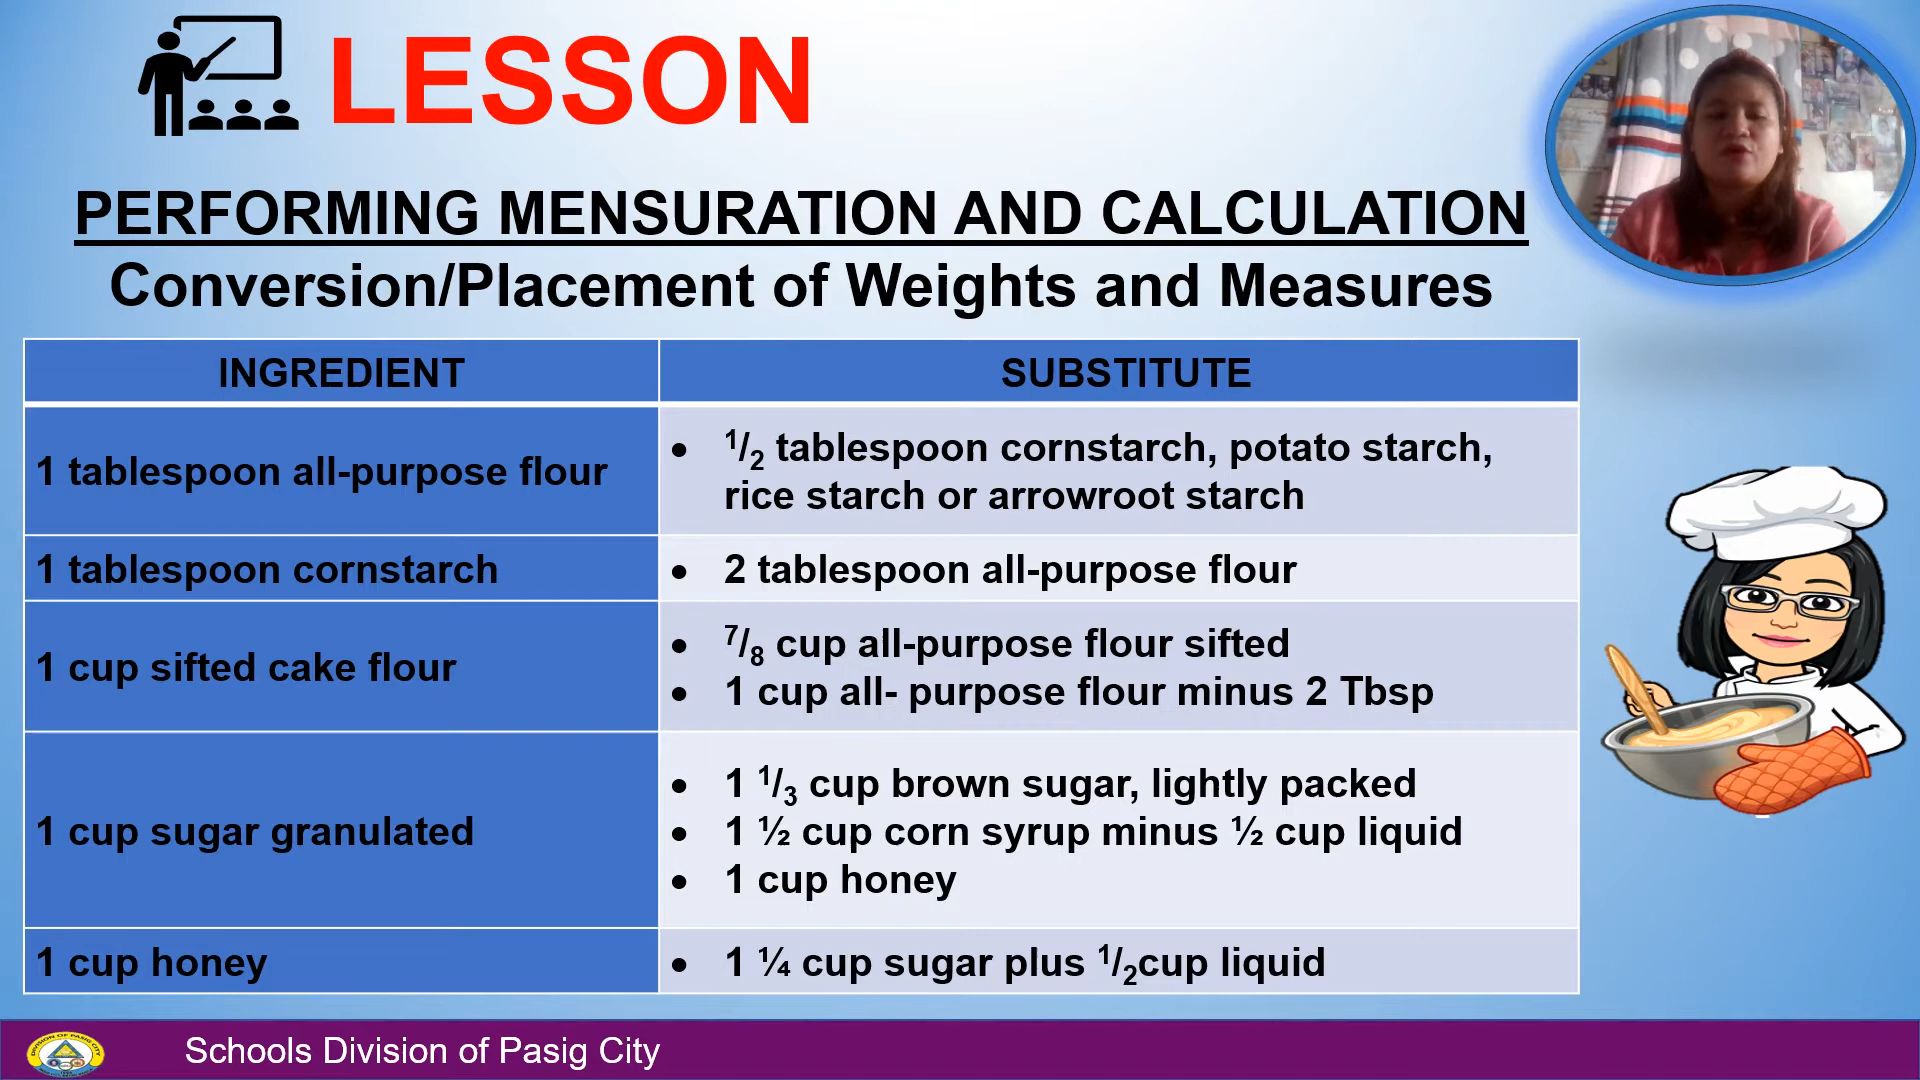 LESSON
PERFORMING MENSURATION AND CALCULATION
Conversion/Placement of Weights and Measures
INGREDIENT
SUBSTITUTE
1 tablespoon all-purpose flour
• 1/2 tablespoon cornstarch, potato starch,
rice starch or arrowroot starch
1 tablespoon cornstarch
• 2 tablespoon all-purpose flour
1 cup sifted cake flour
• 7/8 cup all-purpose flour sifted
• 1 cup all- purpose flour minus 2 Tbsp
1 cup sugar granulated
• 1 1/3 cup brown sugar, lightly packed
• 1 ½ cup corn syrup minus ½ cup liquid
• 1 cup honey
1 cup honey
• 1 ¼ cup sugar plus 1/2cup liquid
DIVISION OF PASIG CITY
Schools Division of Pasig City